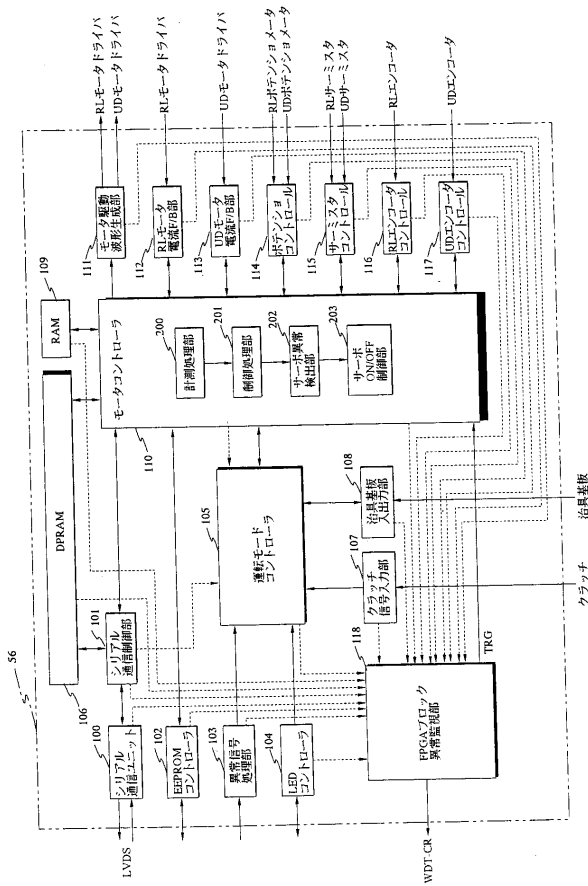 56
109
RAM
DPRAM
106
100
シリアル
通信ユニット
101
シリアル
通信制御部
LVDS
102
EEPROM
コントローラ
103
異常信号
処理部
104
LEDコ
ントローラ
105
運転モード
コントローラ
107
クラッチ
信号入力部
108
治具基板
入出力部
110
モータコントローラ
200
計測処理部
201
制御処理部
202
サーボ異常
検出部
203
サーボ
ON/OFF
制御部
111
モータ駆動
波形生成部
RLモータドライバ
UDモータドライバ
112
RLモータ
電流F/B部
RLモータドライバ
113
UDモータ
電流F/B部
UDモータドライバ
114
ポテンショ
コントロール
RLポテンショメータ
UDポテンショメータ
115
サーミスタ
コントロール
RLサーミスタ
UDサーミスタ
116
RLエンコーダ
コントロール
RLエンコーダ
117
UDエンコーダ
コントロール
UDエンコーダ
118
FPGAブロック
異常監視部
WDT-CR
TRG
クラッチ
治具基板